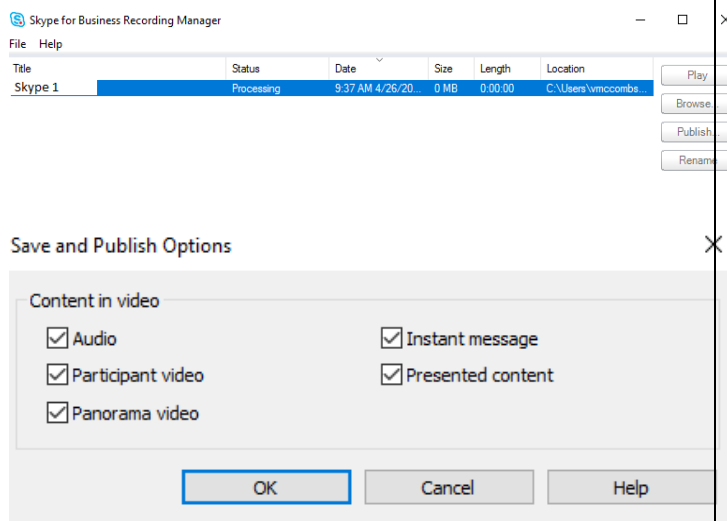 Skype for Business Recording Manager
File Help
Title Status Date Size Length Location
Play
Skype 1 Processing 9:37 AM 4/26/20... 0 MB 0:00:00 C:\Users\vmccombs...
Browse..
Publish..
Rename
Save and Publish Options
Content in video
Audio Instant message
Participant video Presented content
Panorama video
OK Cancel Help